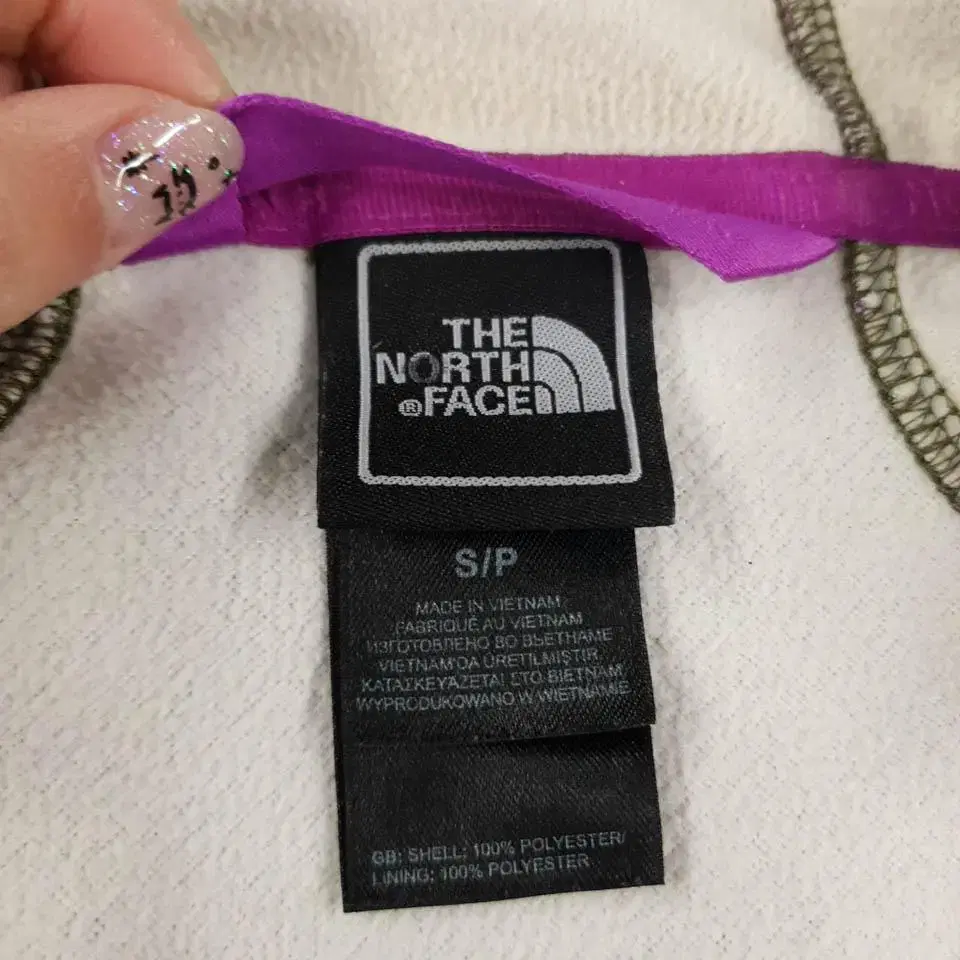 THE
NORTH
® FACE
S/P
MADE IN VIETNAM
FABRIQUÉ AU VIETNAM
ИЗГОТОВЛЕНО ВО ВЬЕТНАМЕ
VIETNAM'DA ÜRETILMIŞTIR
ΚΑΤΑΣΚΕΥΑΖΕΤΑΙ ΣΤΟ ΒΙΕΤΝΑΜ
WYPRODUKOWANO W WIETNAMIE
GB: SHELL: 100% POLYESTER/
LINING: 100% POLYESTER